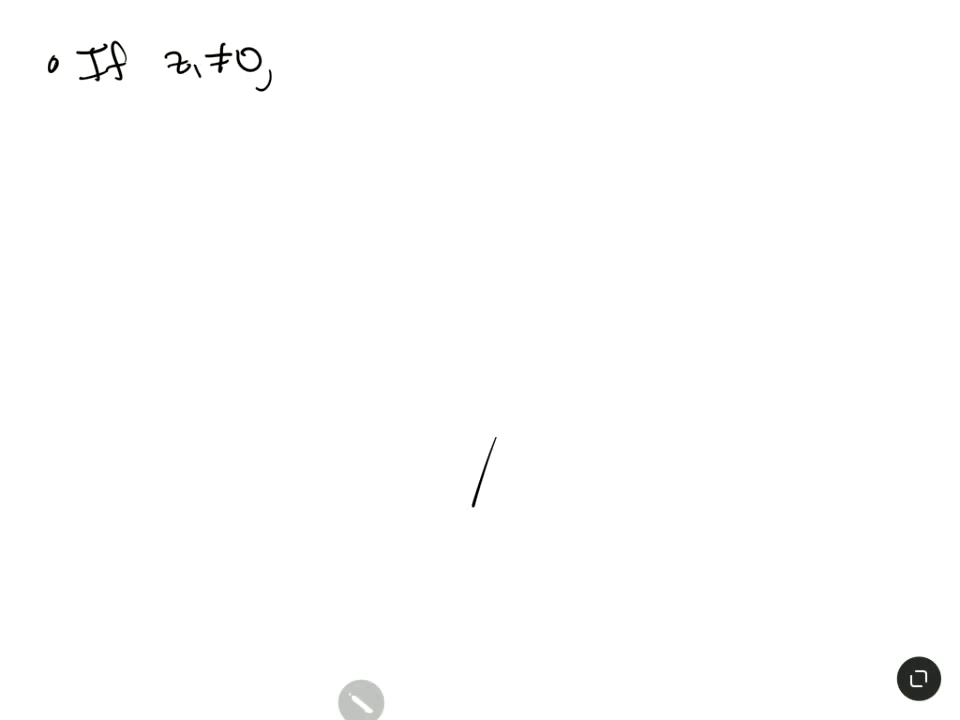 • If z₁ ≠ 0,
/